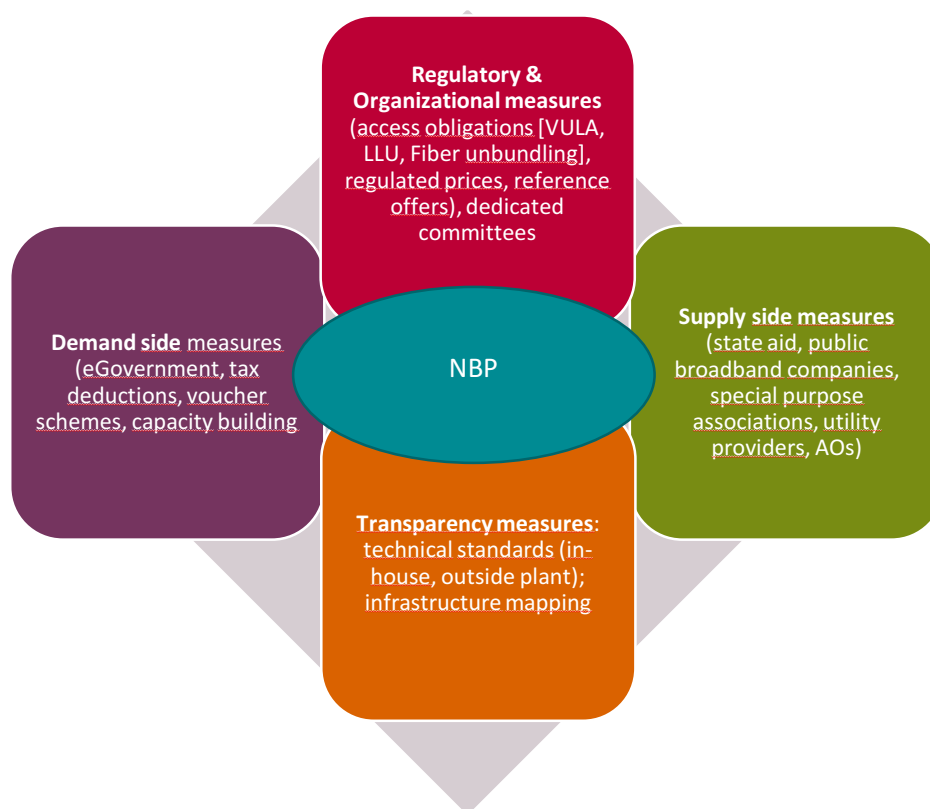 Regulatory &
Organizational measures
(access obligations [VULA,
LLU, Fiber unbundling],
regulated prices, reference
offers), dedicated
committees
Demand side measures
(eGovernment, tax
deductions, voucher
schemes, capacity building
NBP
Supply side measures
(state aid, public
broadband companies,
special purpose
associations, utility
providers, AOs)
Transparency measures:
technical standards (in-
house, outside plant);
infrastructure mapping